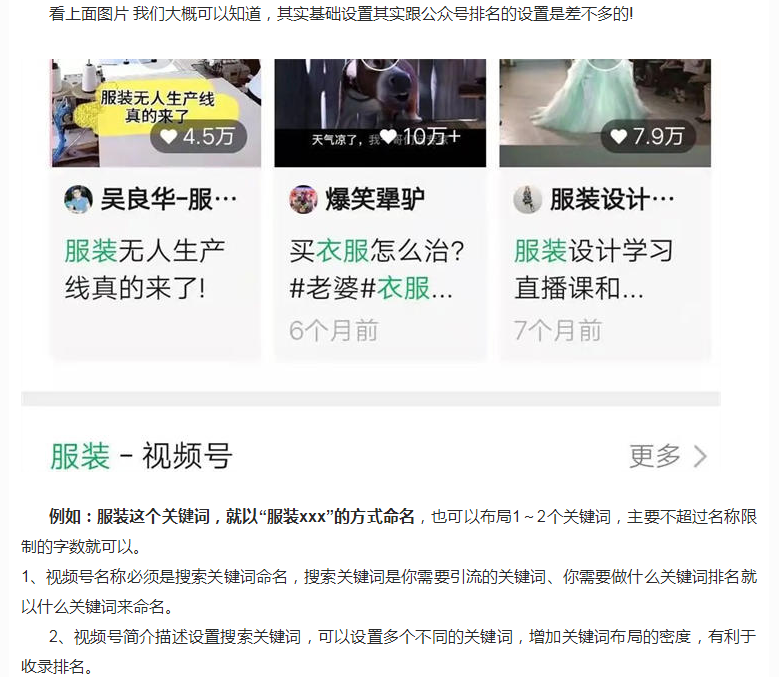 看上面图片 我们大概可以知道，其实基础设置其实跟公众号排名的设置是差不多的!
服装无人生产线
真的来了
4.5万
天气凉了，我
10万+
7.9万
吴良华-服…
爆笑犟驴
服装设计…
服装无人生产
线真的来了!
买衣服怎么治?
#老婆#衣服...
6个月前
服装设计学习
直播课和...
7个月前
服装 - 视频号
更多
例如：服装这个关键词，就以“服装xxx”的方式命名，也可以布局1～2个关键词，主要不超过名称限
制的字数就可以。
1、视频号名称必须是搜索关键词命名，搜索关键词是你需要引流的关键词、你需要做什么关键词排名就
以什么关键词来命名。
2、视频号简介描述设置搜索关键词，可以设置多个不同的关键词，增加关键词布局的密度，有利于
收录排名。